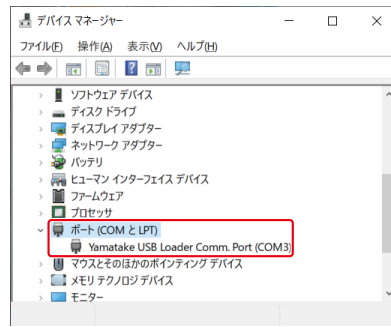 デバイス マネージャー
ファイル(F) 操作(A) 表示(V) ヘルプ(H)
ソフトウェア デバイス
ディスク ドライブ
ディスプレイ アダプター
ネットワーク アダプター
バッテリ
ヒューマン インターフェイス デバイス
ファームウェア
プロセッサ
ポート (COM と LPT)
Yamatake USB Loader Comm. Port (COM3)
マウスとそのほかのポインティング デバイス
メモリ テクノロジ デバイス
モニター